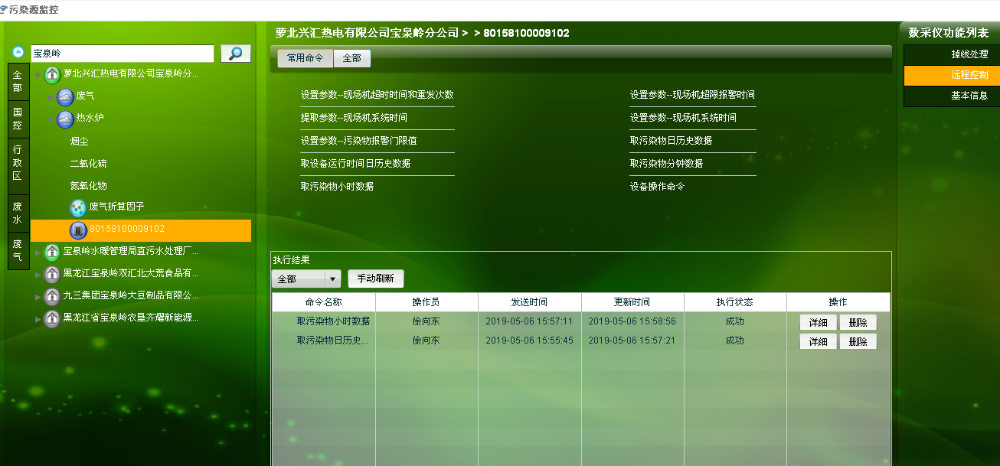 污染源监控
宝泉岭
全部
国控
行政区
废水
废气
萝北兴汇热电有限公司宝泉岭分...
废气
热水炉
烟尘
二氧化硫
氮氧化物
废气折算因子
80158100009102
宝泉岭水暖管理局直污水处理厂...
黑龙江宝泉岭双汇北大荒食品有...
九三集团宝泉岭大豆制品有限公...
黑龙江省宝泉岭农垦齐耀新能源...
萝北兴汇热电有限公司宝泉岭分公司 > > 80158100009102
常用命令 全部
设置参数--现场机超时时间和重发次数 设置参数--现场机超限报警时间
提取参数--现场机系统时间 设置参数--现场机系统时间
设置参数--污染物报警门限值 取污染物日历史数据
取设备运行时间日历史数据 取污染物分钟数据
取污染物小时数据 设备操作命令
执行结果
全部 手动刷新
命令名称 操作员 发送时间 更新时间 执行状态 操作
取污染物小时数据 徐向东 2019-05-06 15:57:11 2019-05-06 15:58:56 成功 详细 删除
取污染物日历史... 徐向东 2019-05-06 15:55:45 2019-05-06 15:57:21 成功 详细 删除
数采仪功能列表
掉线处理
远程控制
基本信息